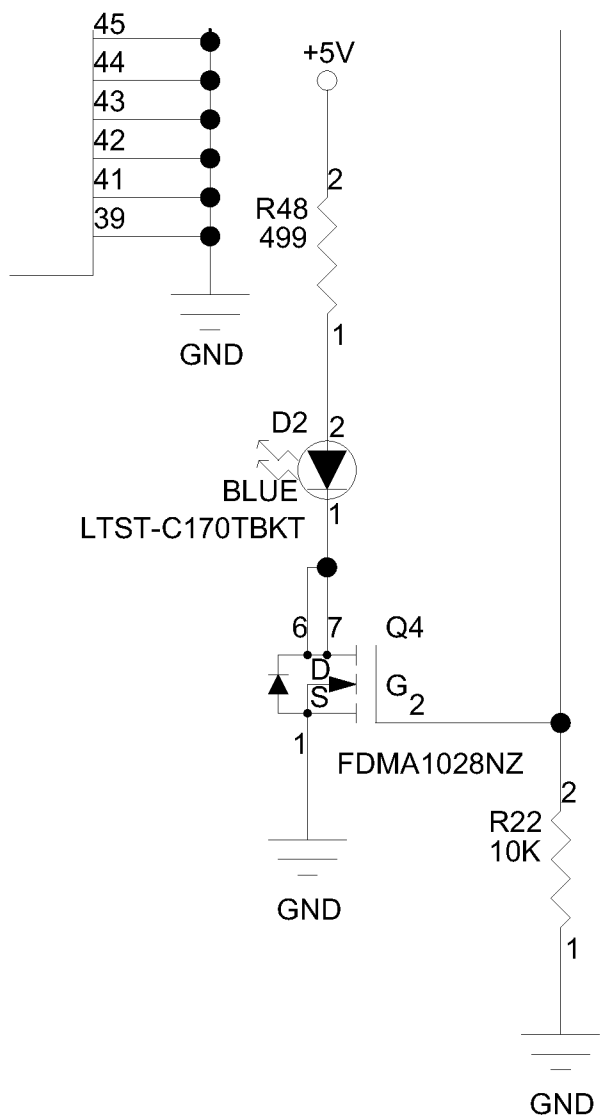 45
44
43
42
41
39
GND
+5V
2
R48
499
1
D2
2
BLUE
1
LTST-C170TBKT
6
7
Q4
D
G
S
2
1
FDMA1028NZ
GND
2
R22
10K
1
GND